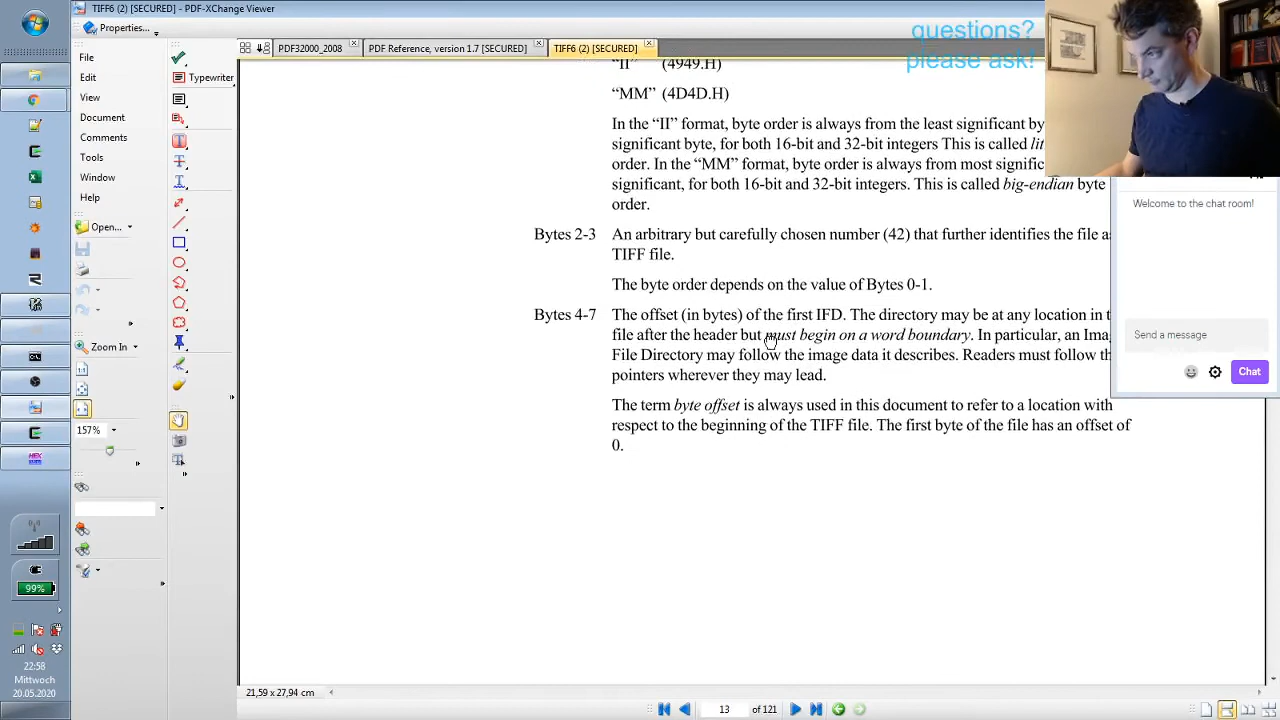 TIFF6 (2) [SECURED] - PDF-XChange Viewer
Properties...
questions?
please ask!
PDF32000_2008
PDF Reference, version 1.7 [SECURED]
TIFF6 (2) [SECURED]
File
Edit
View
Document
Comments
Tools
Window
Help
Open...
Zoom In
157%
Typewriter
"II" (4949.H)
"MM" (4D4D.H)
In the "II" format, byte order is always from the least significant by
significant byte, for both 16-bit and 32-bit integers This is called
order. In the "MM" format, byte order is always from most signific
significant, for both 16-bit and 32-bit integers. This is called big-endian byte
order.
Bytes 2-3 An arbitrary but carefully chosen number (42) that further identifies the file as
TIFF file.
The byte order depends on the value of Bytes 0-1.
Bytes 4-7 The offset (in bytes) of the first IFD. The directory may be at any location in t
file after the header but must begin on a word boundary. In particular, an Imag
File Directory may follow the image data it describes. Readers must follow th
pointers wherever they may lead.
The term byte offset is always used in this document to refer to a location with
respect to the beginning of the TIFF file. The first byte of the file has an offset of
0.
Welcome to the chat room!
Send a message
Chat
99%
22:58
Mittwoch
20.05.2020
21,59 x 27,94 cm
13 of 121